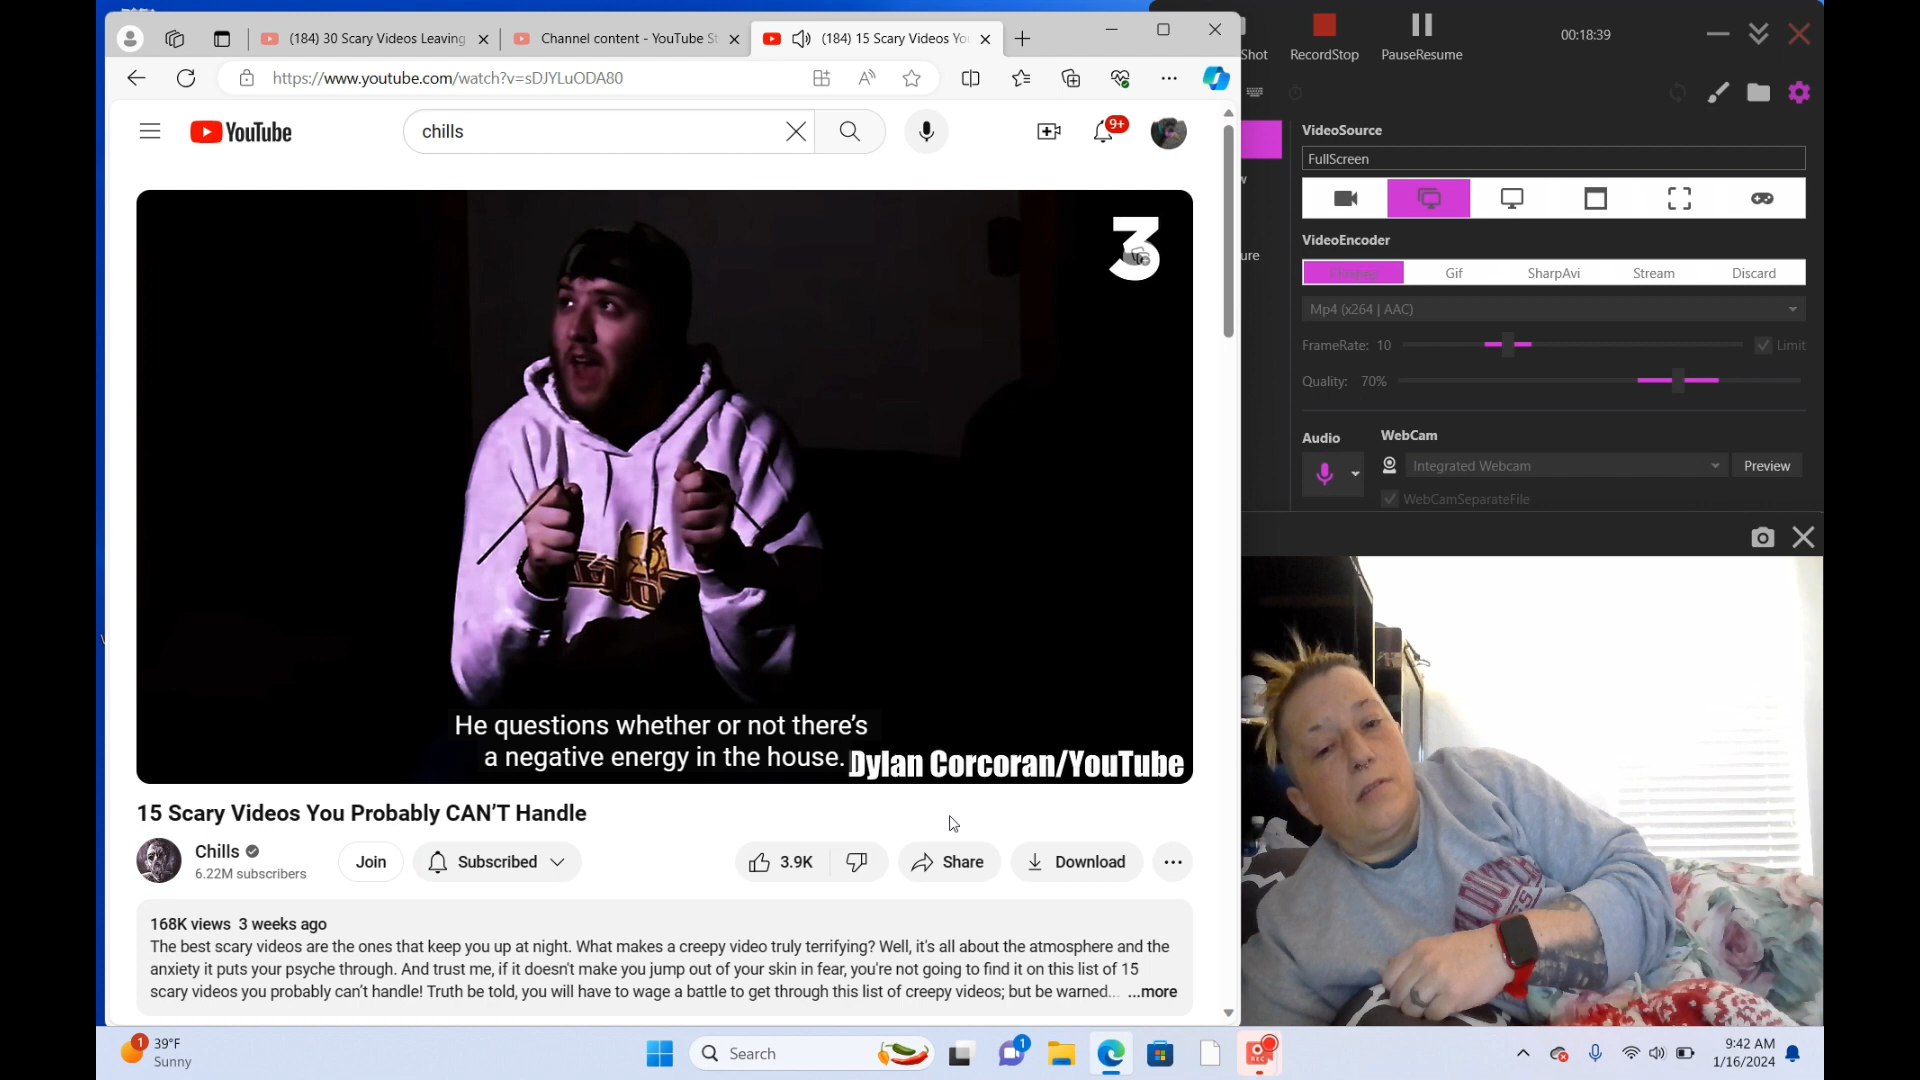 (184) 30 Scary Videos Leaving
Channel content - YouTube St
(184) 15 Scary Videos Yo
https://www.youtube.com/watch?v=sDJYLuODA80
YouTube
chills
9+
3
He questions whether or not there's
a negative energy in the house.
Dylan Corcoran/YouTube
15 Scary Videos You Probably CAN'T Handle
Chills
6.22M subscribers
Join
Subscribed
3.9K
Share
Download
168K views 3 weeks ago
The best scary videos are the ones that keep you up at night. What makes a creepy video truly terrifying? Well, it's all about the atmosphere and the
anxiety it puts your psyche through. And trust me, if it doesn't make you jump out of your skin in fear, you're not going to find it on this list of 15
scary videos you probably can't handle! Truth be told, you will have to wage a battle to get through this list of creepy videos; but be warned... ...more
Shot
RecordStop
PauseResume
00:18:39
w
ure
VideoSource
FullScreen
VideoEncoder
Gif
SharpAvi
Stream
Discard
Mp4 (x264 | AAC)
FrameRate: 10
Limit
Quality: 70%
Audio
WebCam
Integrated Webcam
Preview
WebCamSeparateFile
1
39°F
Sunny
Search
1
REC
9:42 AM
1/16/2024